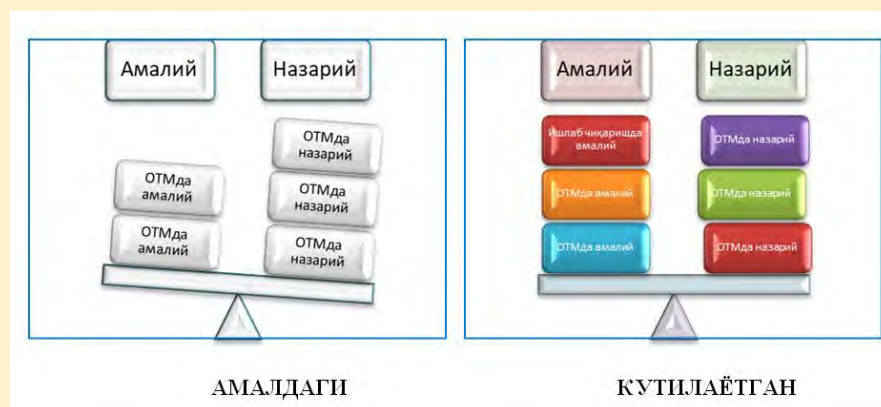 Амалий
Назарий
ОТМда
назарий
ОТМда
амалий
ОТМда
назарий
ОТМда
амалий
ОТМда
назарий
АМАЛДАГИ
Амалий
Назарий
Ишлаб чиқаришда
амалий
ОТМда назарий
ОТМда амалий
ОТМда назарий
ОТМда амалий
ОТМда назарий
КУТИЛАЁТГАН